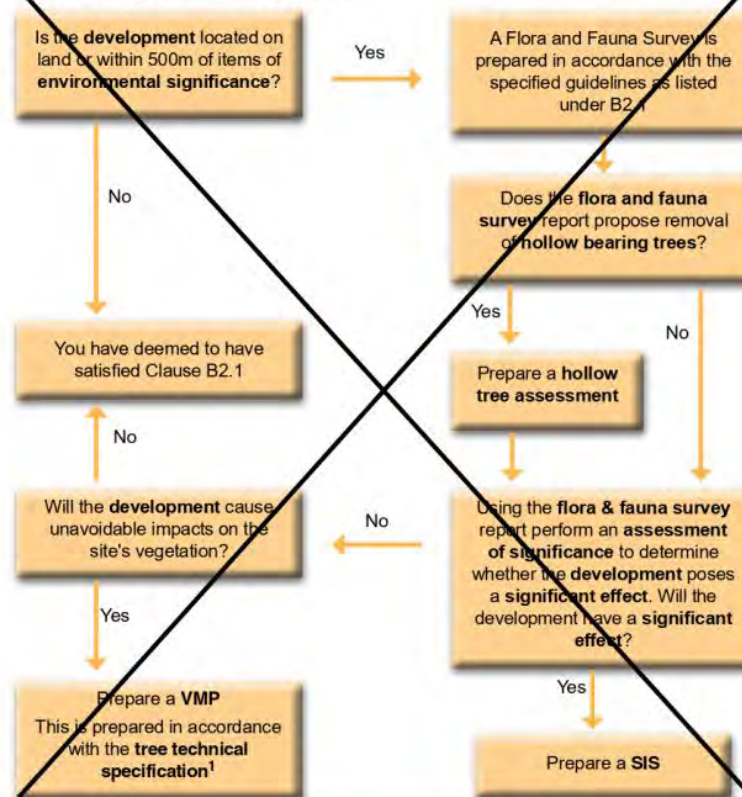 Is the development located on
land or within 500m of items of
environmental significance?
Yes
A Flora and Fauna Survey is
prepared in accordance with the
specified guidelines as listed
under B2.1
No
Does the flora and fauna
survey report propose removal
of hollow bearing trees?
Yes
No
You have deemed to have
satisfied Clause B2.1
Prepare a hollow
tree assessment
No
Will the development cause
unavoidable impacts on the
site's vegetation?
No
Using the flora & fauna survey
report perform an assessment
of significance to determine
whether the development poses
a significant effect. Will the
development have a significant
effect?
Yes
Yes
Prepare a VMP
This is prepared in accordance
with the tree technical
specification¹
Prepare a SIS